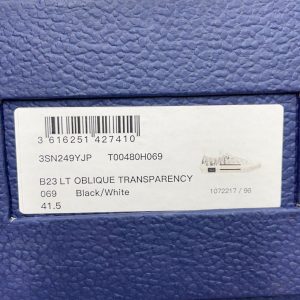 3 616251 427410
3SN249YJP T00480H069
B23 LT OBLIQUE TRANSPARENCY
069 Black/White
41.5
1072217 / 96